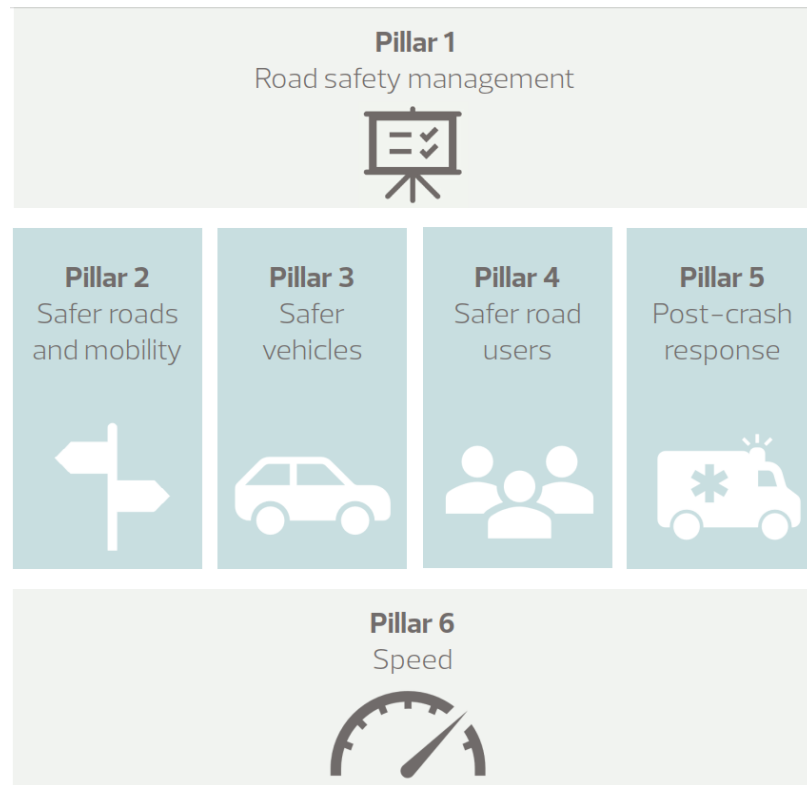 Pillar 1
Road safety management
Pillar 2
Safer roads
and mobility
Pillar 3
Safer
vehicles
Pillar 4
Safer road
users
Pillar 5
Post-crash
response
Pillar 6
Speed